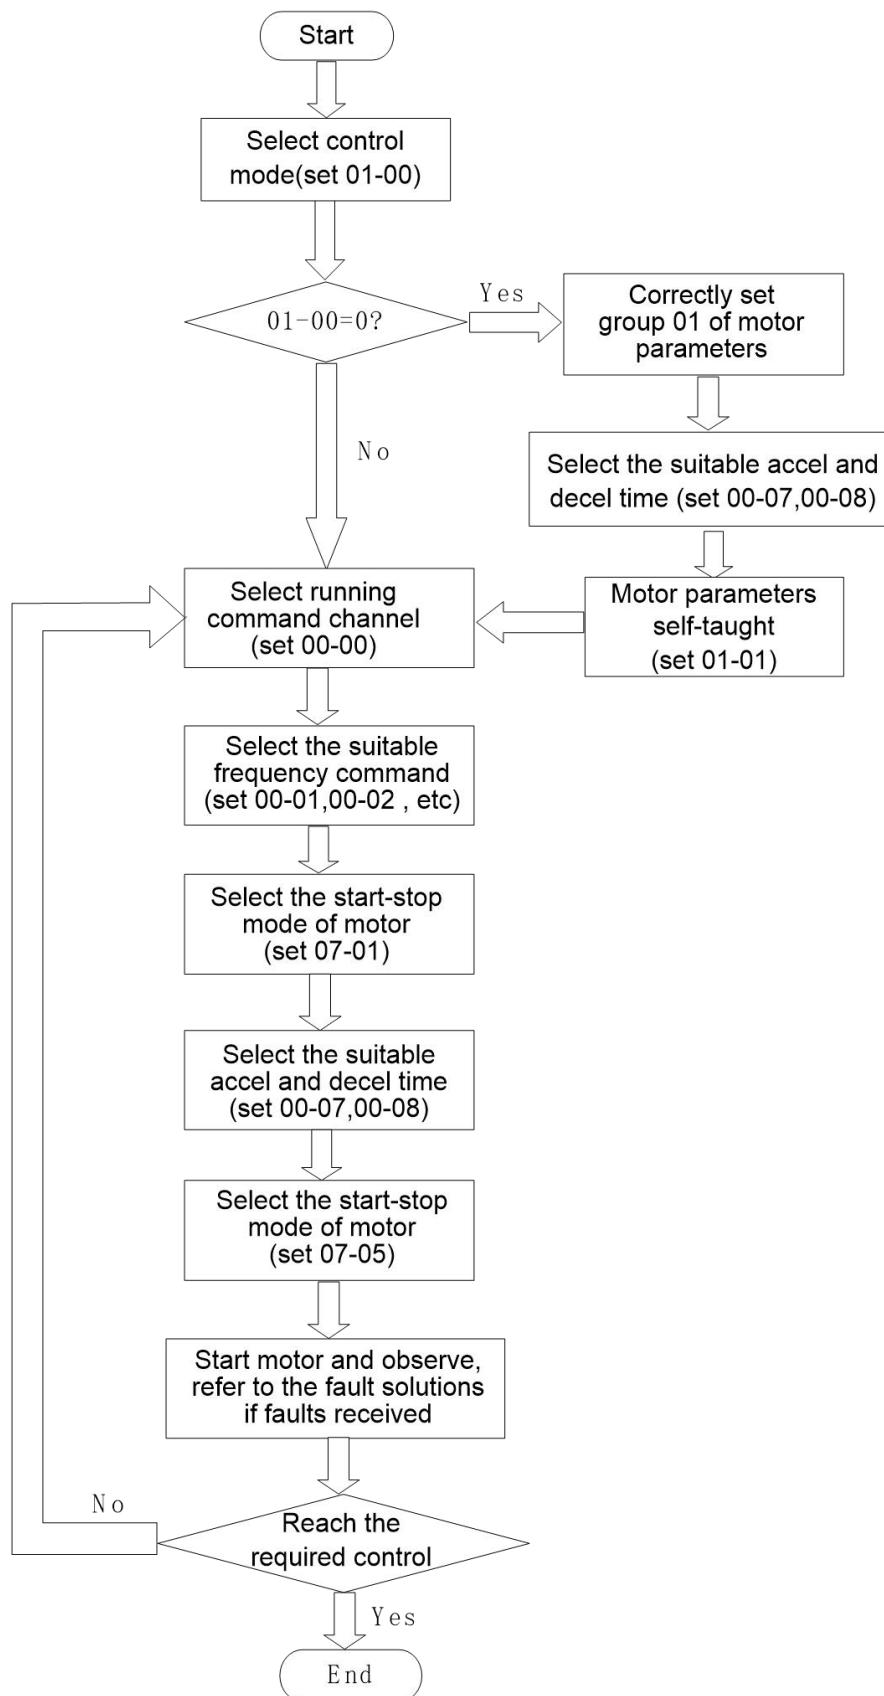 Start
Select control
mode(set 01-00)
01-00=0?
Yes
Correctly set
group 01 of motor
parameters
No
Select the suitable accel and
decel time (set 00-07,00-08)
Motor parameters
self-taught
(set 01-01)
Select running
command channel
(set 00-00)
Select the suitable
frequency command
(set 00-01,00-02 , etc)
Select the start-stop
mode of motor
(set 07-01)
Select the suitable
accel and decel time
(set 00-07,00-08)
Select the start-stop
mode of motor
(set 07-05)
Start motor and observe,
refer to the fault solutions
if faults received
No
Reach the
required control
Yes
End